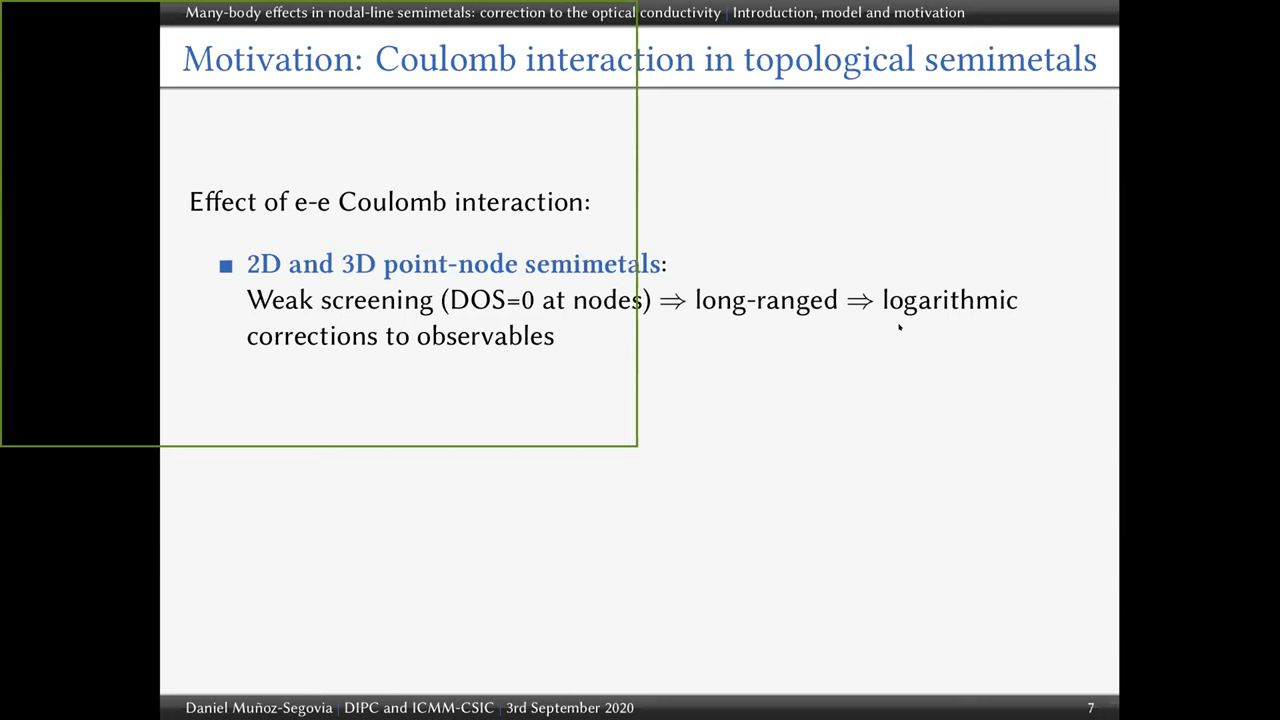 Many-body effects in nodal-line semimetals: correction to the optical conductivity | Introduction, model and motivation
Motivation: Coulomb interaction in topological semimetals
Effect of e-e Coulomb interaction:
■ 2D and 3D point-node semimetals:
Weak screening (DOS=0 at nodes) ⇒ long-ranged ⇒ logarithmic
corrections to observables
Daniel Muñoz-Segovia | DIPC and ICMM-CSIC | 3rd September 2020 7